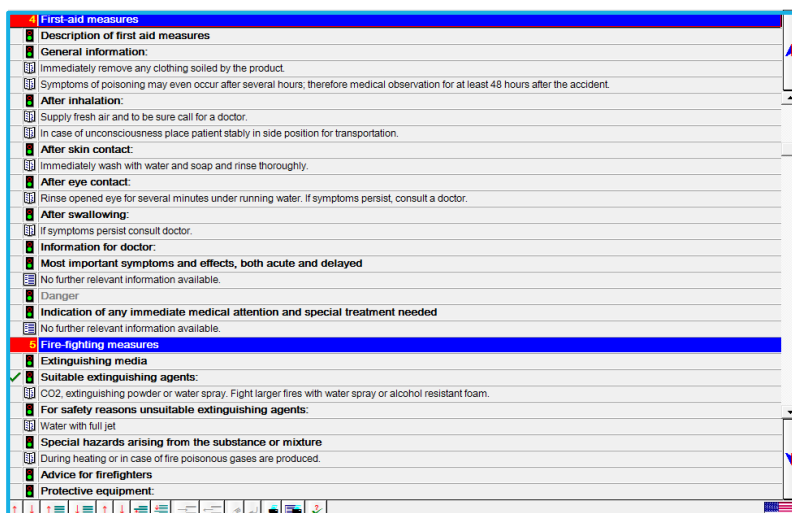 4 First-aid measures
Description of first aid measures
General information:
Immediately remove any clothing soiled by the product.
Symptoms of poisoning may even occur after several hours; therefore medical observation for at least 48 hours after the accident.
After inhalation:
Supply fresh air and to be sure call for a doctor.
In case of unconsciousness place patient stably in side position for transportation.
After skin contact:
Immediately wash with water and soap and rinse thoroughly.
After eye contact:
Rinse opened eye for several minutes under running water. If symptoms persist, consult a doctor.
After swallowing:
If symptoms persist consult doctor.
Information for doctor:
Most important symptoms and effects, both acute and delayed
No further relevant information available.
Danger
Indication of any immediate medical attention and special treatment needed
No further relevant information available.
5 Fire-fighting measures
Extinguishing media
Suitable extinguishing agents:
CO2, extinguishing powder or water spray. Fight larger fires with water spray or alcohol resistant foam.
For safety reasons unsuitable extinguishing agents:
Water with full jet
Special hazards arising from the substance or mixture
During heating or in case of fire poisonous gases are produced.
Advice for firefighters
Protective equipment: